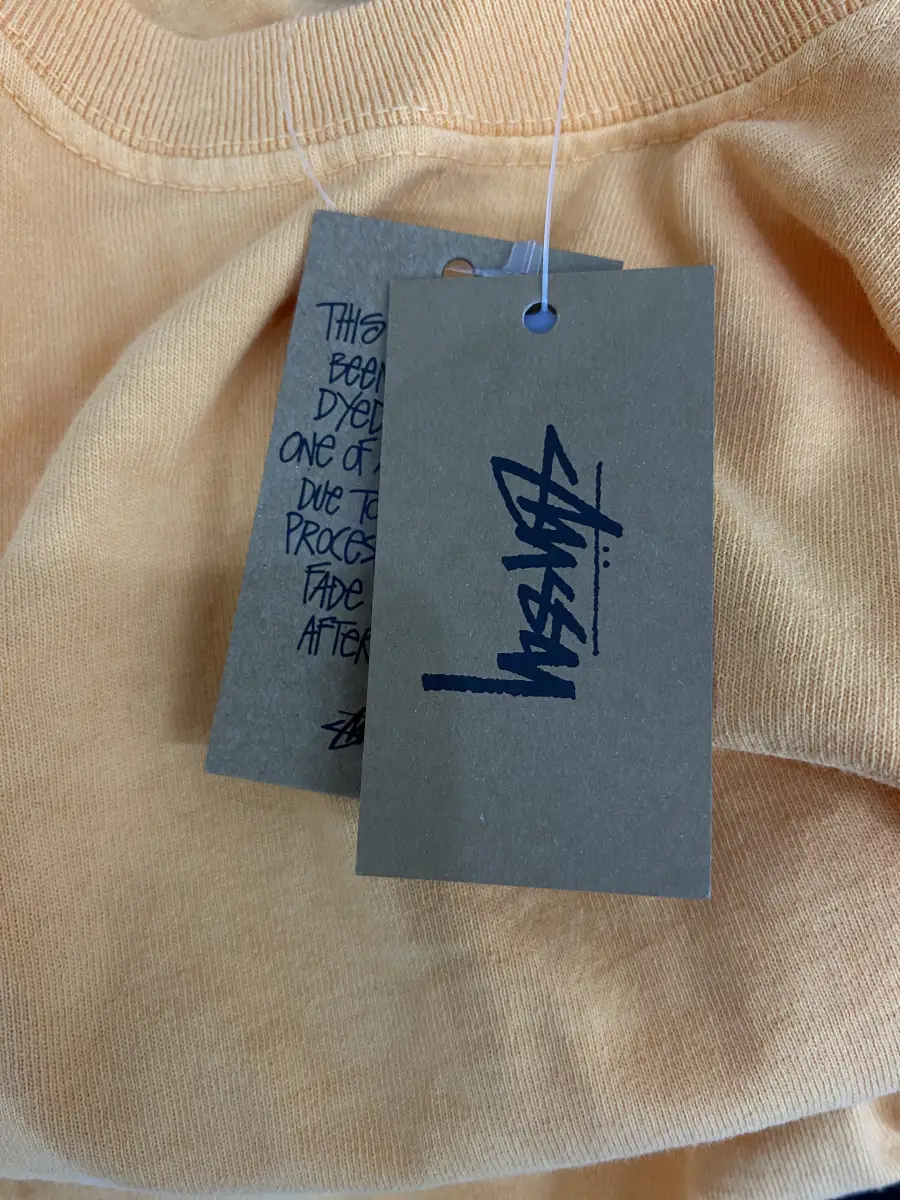 THIS
BEEN
DYED
ONE OF
DUE TO
PROCES
FADE
AFTER
STÜSSY